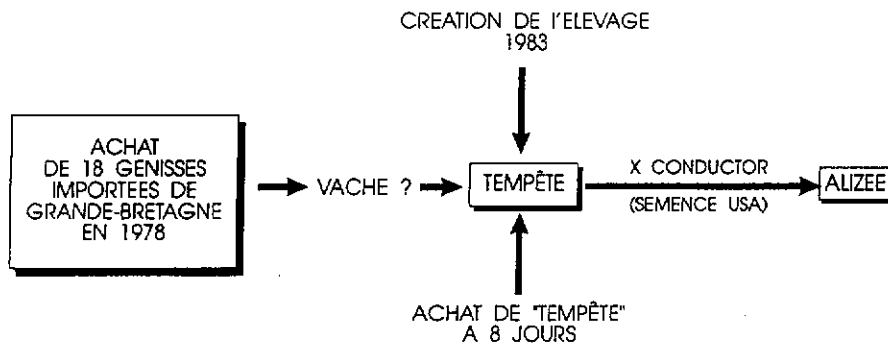 CREATION DE l'ELEVAGE
1983
ACHAT
DE 18 GENISSES
IMPORTEES DE
GRANDE-BRETAGNE
EN 1978
VACHE ?
TEMPÊTE
X CONDUCTOR
(SEMENCE USA)
ALIZEE
ACHAT DE "TEMPÊTE"
A 8 JOURS